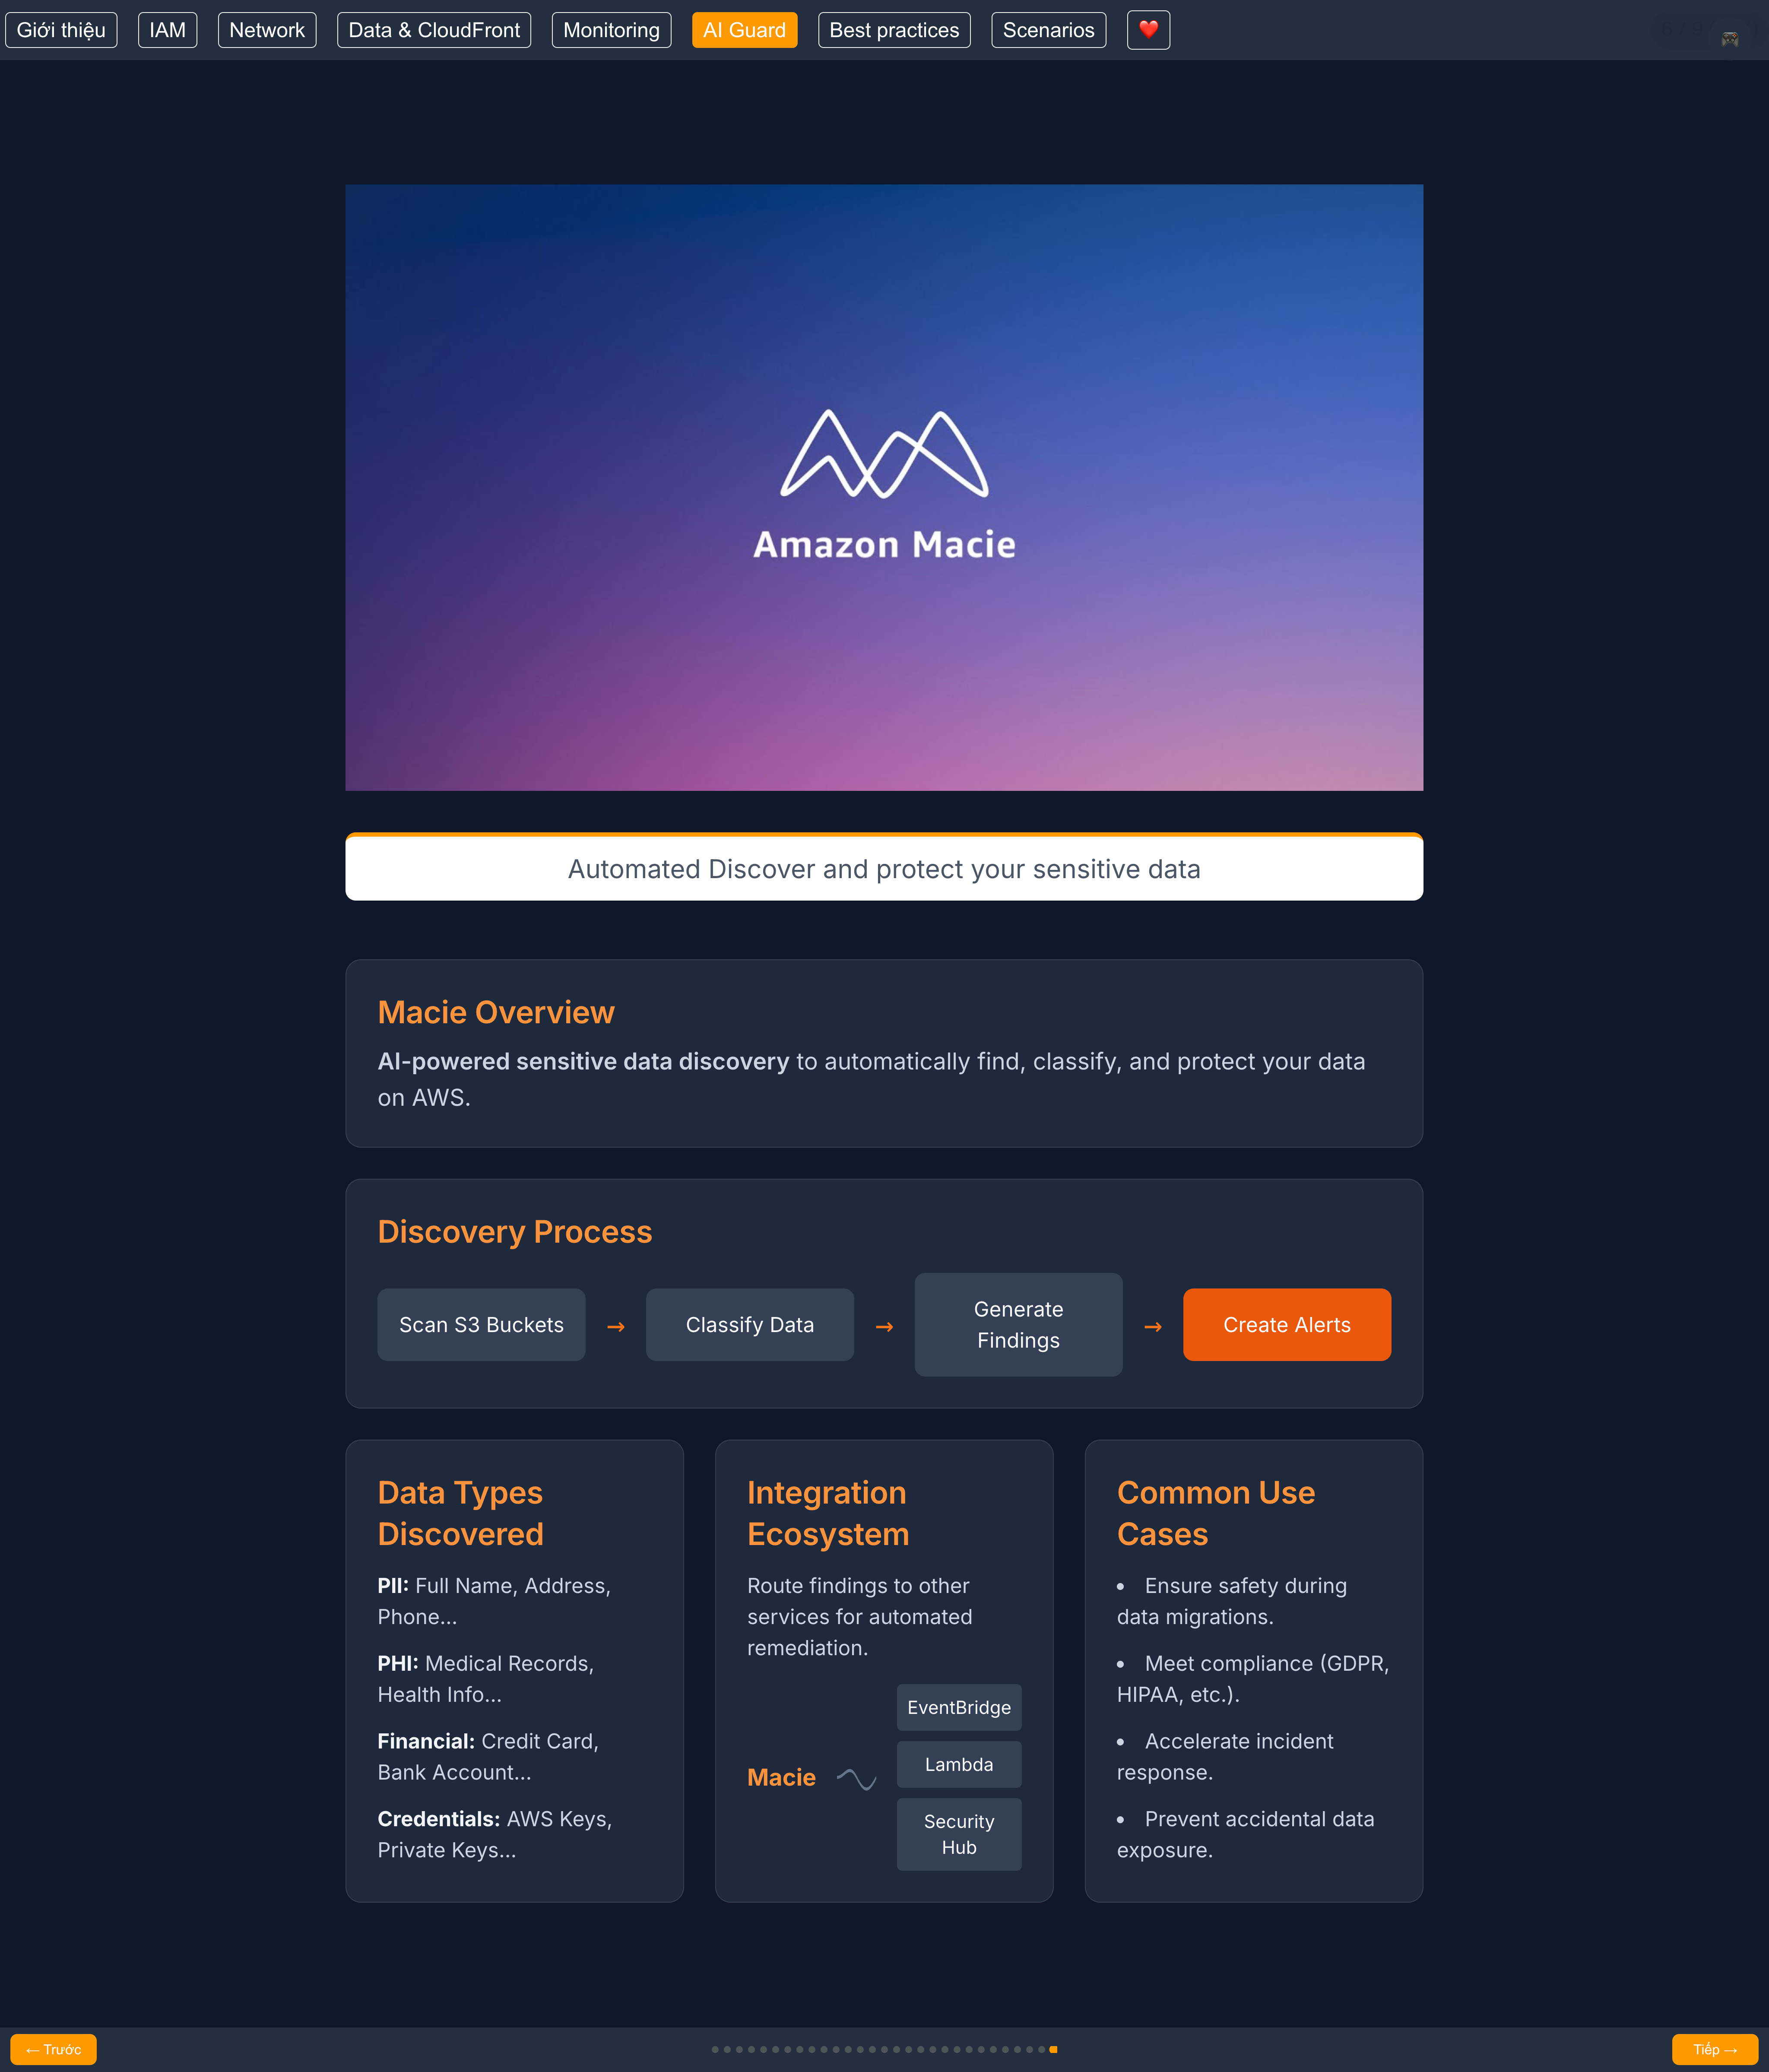 Giới thiệu
IAM
Network
Data & CloudFront
Monitoring
AI Guard
Best practices
Scenarios
Amazon Macie
Automated Discover and protect your sensitive data
Macie Overview
AI-powered sensitive data discovery to automatically find, classify, and protect your data
on AWS.
Discovery Process
Scan S3 Buckets
→
Classify Data
→
Generate
Findings
→
Create Alerts
Data Types
Discovered
PII: Full Name, Address,
Phone...
PHI: Medical Records,
Health Info...
Financial: Credit Card,
Bank Account...
Credentials: AWS Keys,
Private Keys...
Integration
Ecosystem
Route findings to other
services for automated
remediation.
Macie
EventBridge
Lambda
Security
Hub
Common Use
Cases
• Ensure safety during
data migrations.
• Meet compliance (GDPR,
HIPAA, etc.).
• Accelerate incident
response.
• Prevent accidental data
exposure.
← Trước
Tiếp →